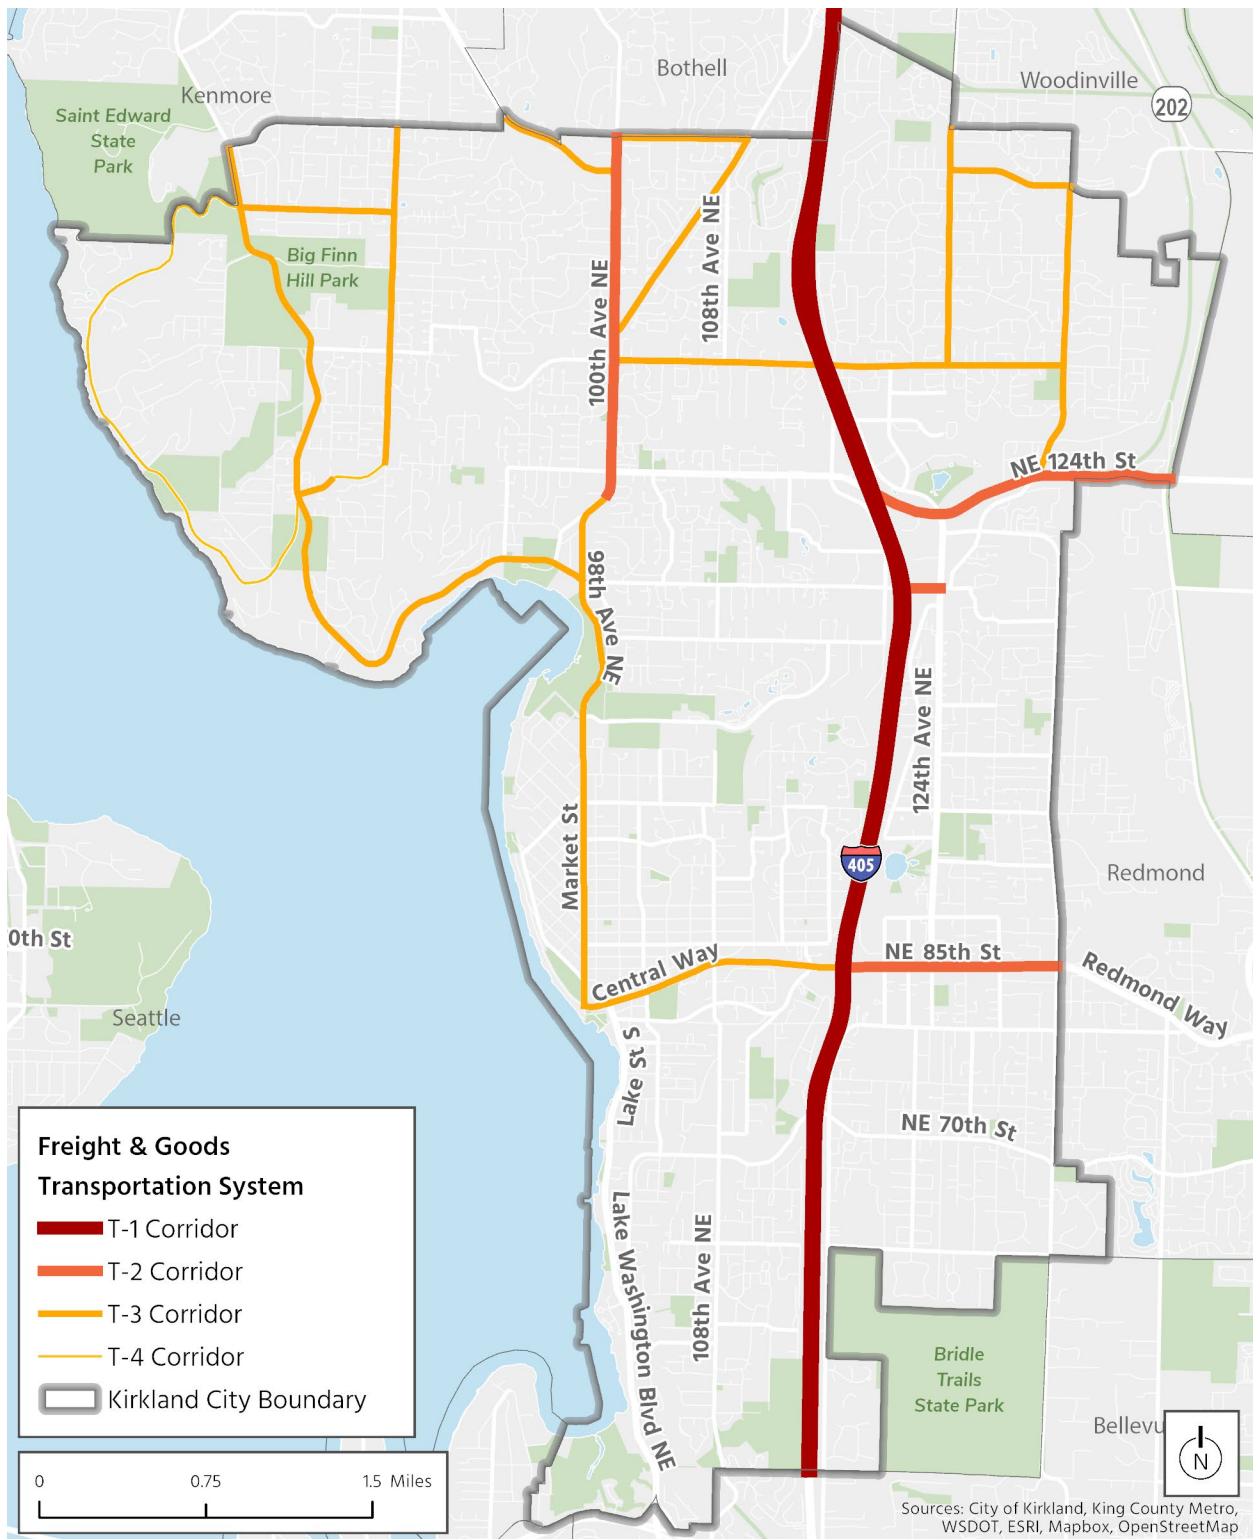 Bothell
Woodinville
202
Kenmore
Saint Edward
State
Park
Big Finn
Hill Park
100th Ave NE
108th Ave NE
NE 124th St
98th Ave NE
124th Ave NE
Market St
405
Redmond
0th St
Central Way
NE 85th St
Redmond Way
Seattle
Lake St S
NE 70th St
Lake Washington Blvd NE
108th Ave NE
Bridle
Trails
State Park
Bellevu
N
Freight & Goods
Transportation System
T-1 Corridor
T-2 Corridor
T-3 Corridor
T-4 Corridor
Kirkland City Boundary
0 0.75 1.5 Miles
Sources: City of Kirkland, King County Metro,
WSDOT, ESRI, Mapbox, OpenStreetMap